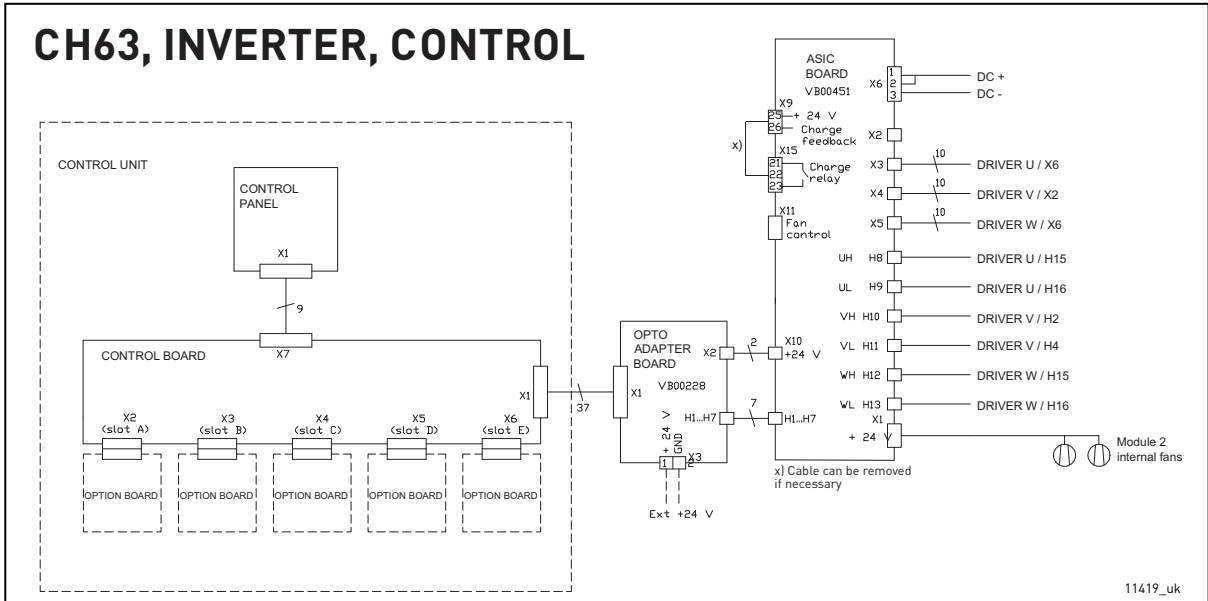 CH63, INVERTER, CONTROL
CONTROL UNIT
CONTROL
PANEL
X1
9
X7
CONTROL BOARD
X1
37
X2
(slot A)
X3
(slot B)
X4
(slot C)
X5
(slot D)
X6
(slot E)
OPTION BOARD
OPTION BOARD
OPTION BOARD
OPTION BOARD
OPTION BOARD
OPTO
ADAPTER
BOARD
X1
VB00228
X2
2
H1...H7
7
+ 24 V
GND
X3
1
2
Ext +24 V
ASIC
BOARD
VB00451
X9
25
+ 24 V
26
Charge
feedback
x)
X15
21
22
23
Charge
relay
X11
Fan
control
X10
+24 V
H1...H7
X6
1
2
3
DC +
DC -
X2
X3
10
DRIVER U / X6
X4
10
DRIVER V / X2
X5
10
DRIVER W / X6
UH H8
DRIVER U / H15
UL H9
DRIVER U / H16
VH H10
DRIVER V / H2
VL H11
DRIVER V / H4
WH H12
DRIVER W / H15
WL H13
DRIVER W / H16
X1
+ 24 V
Module 2
internal fans
x) Cable can be removed
if necessary
11419_uk